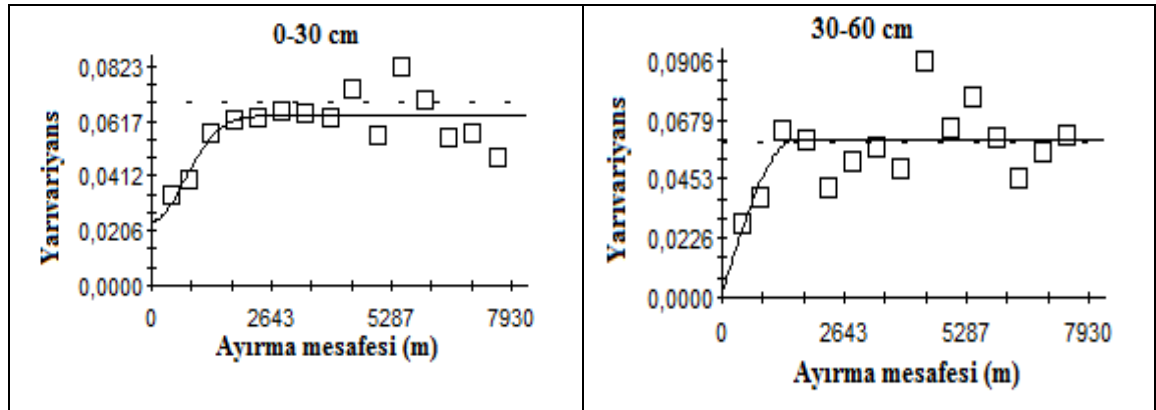 0-30 cm
Yarıvariyans
0,0823
0,0617
0,0412
0,0206
0,0000
0 2643 5287 7930
Ayırma mesafesi (m)
30-60 cm
Yarıvariyans
0,0906
0,0679
0,0453
0,0226
0,0000
0 2643 5287 7930
Ayırma mesafesi (m)